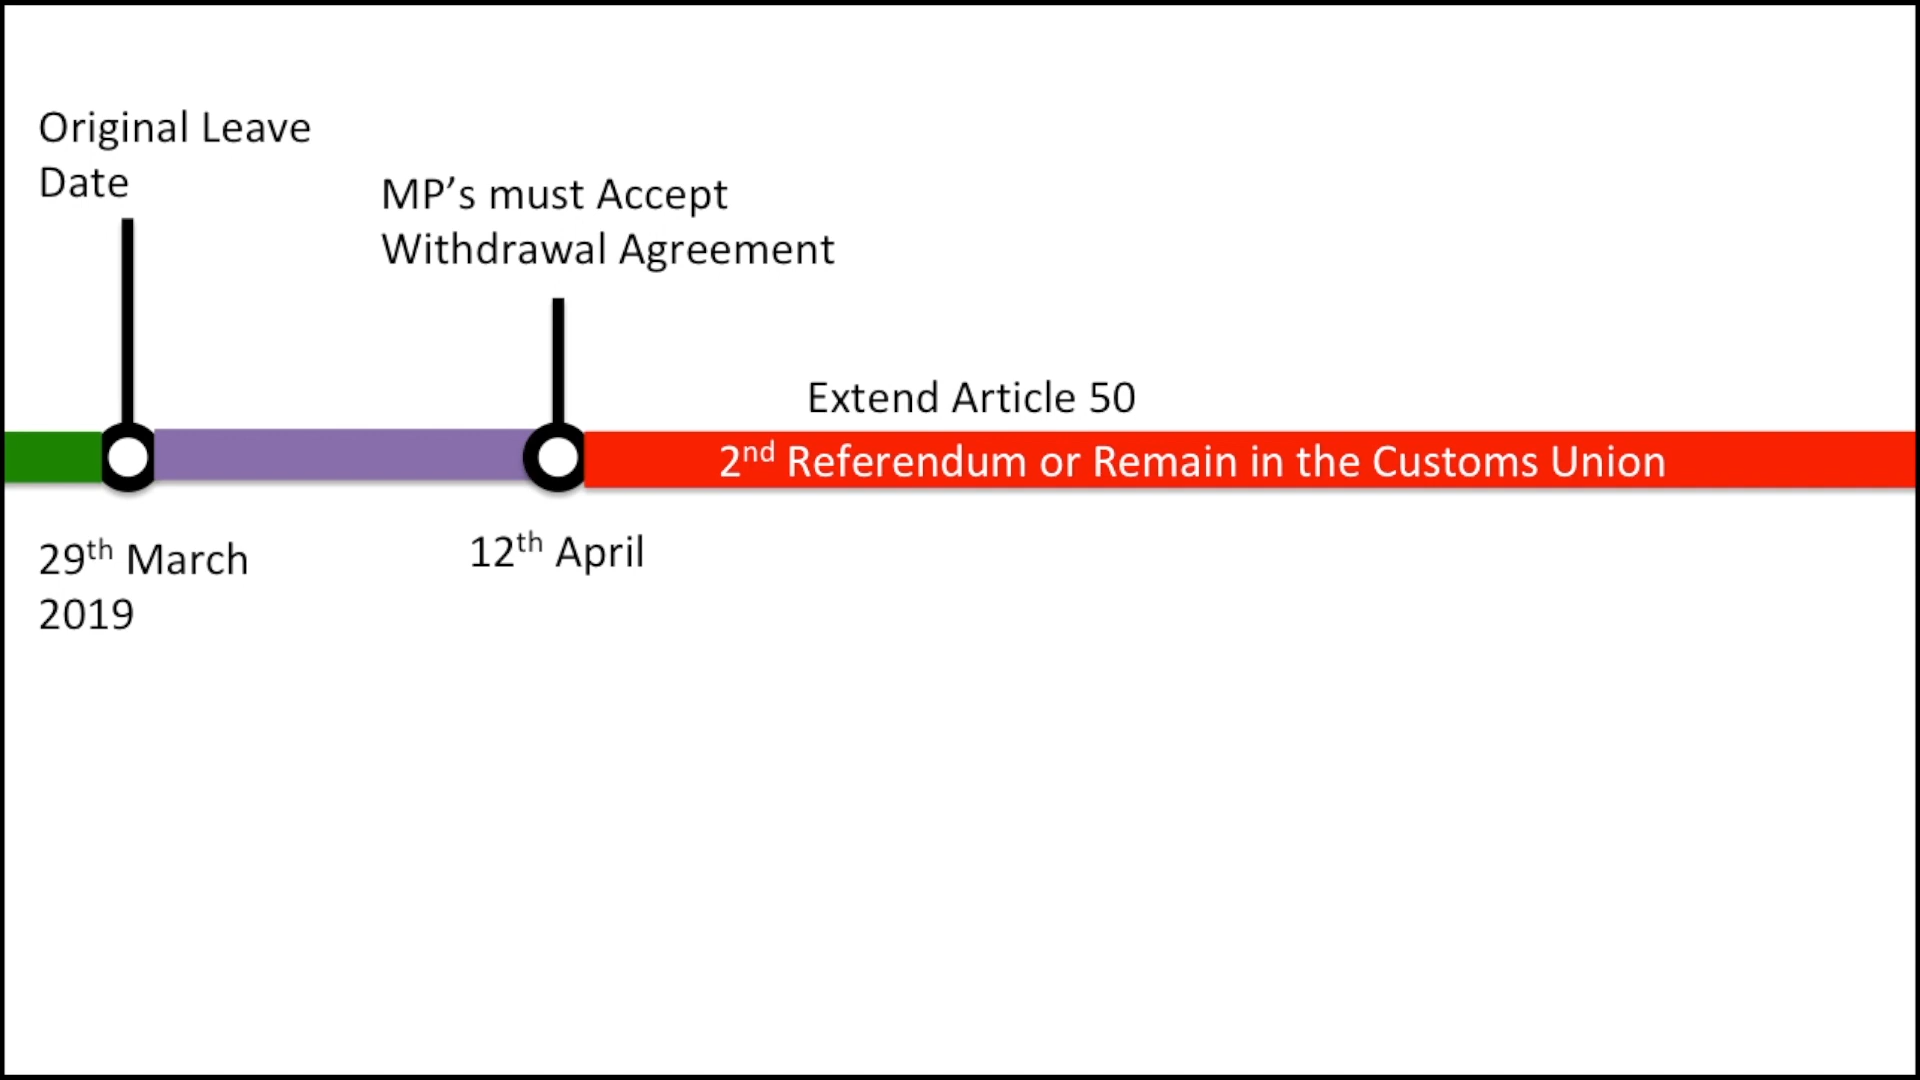 Original Leave
Date
MP’s must Accept
Withdrawal Agreement
Extend Article 50
2nd Referendum or Remain in the Customs Union
29th March
2019
12th April